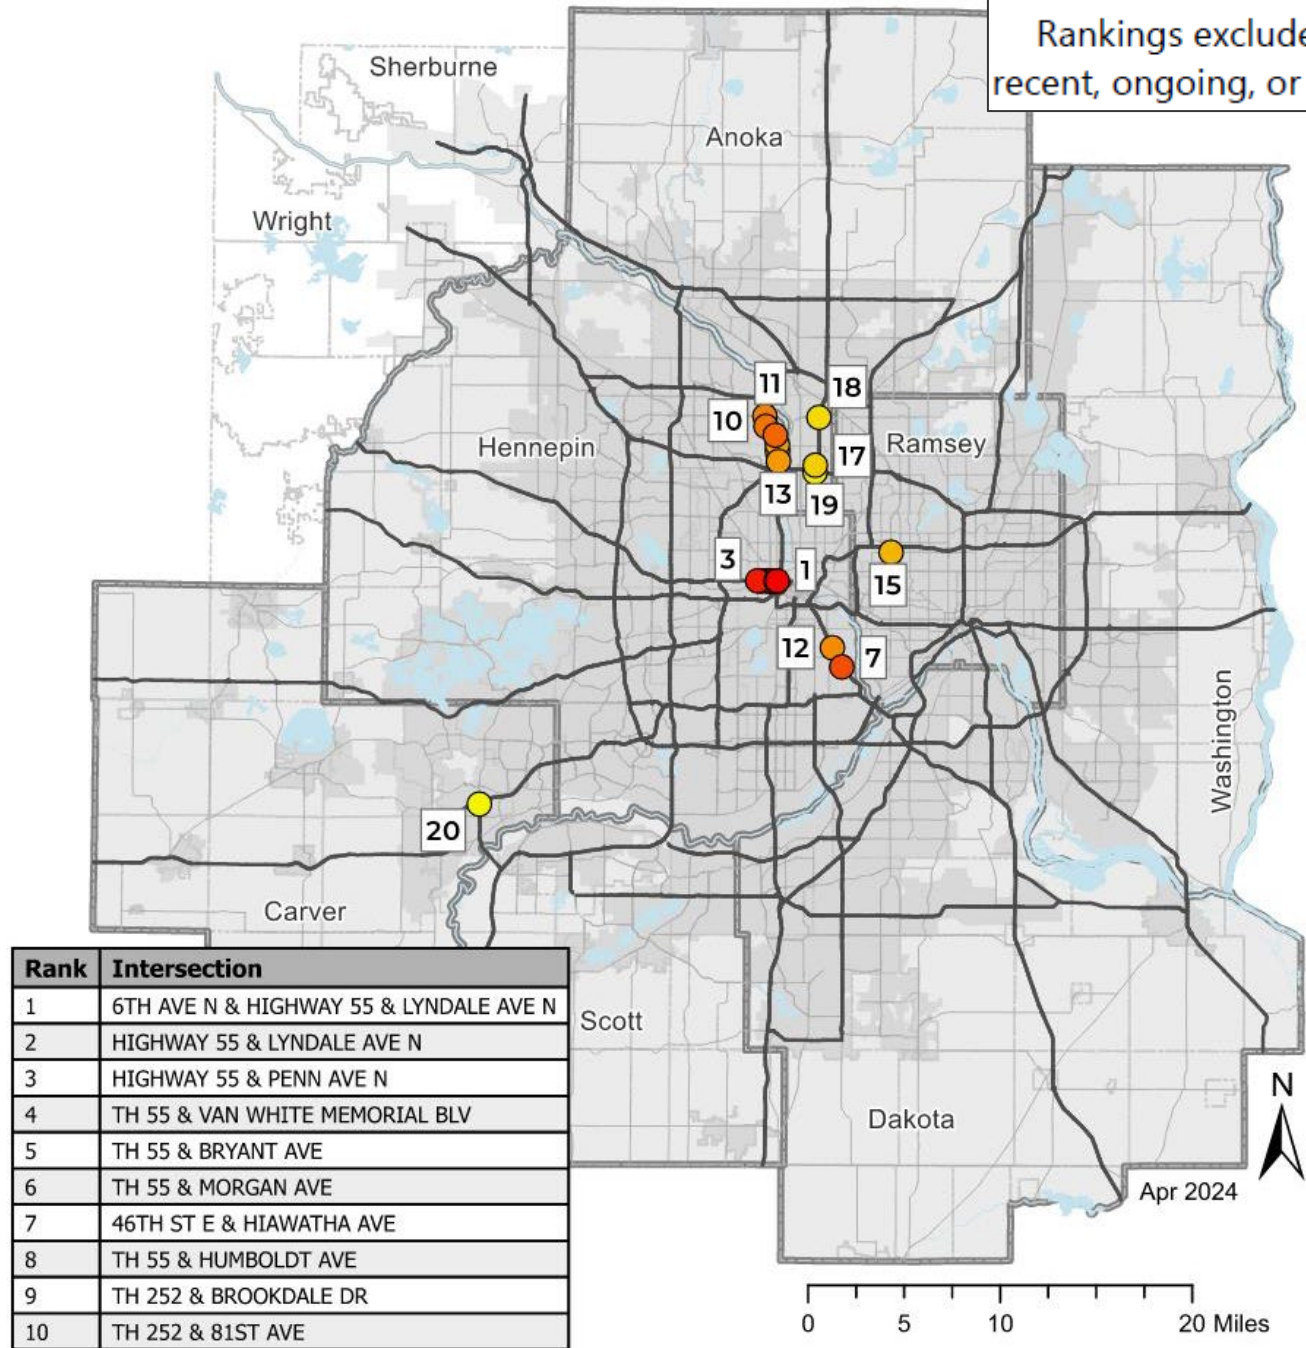 Rankings exclude
recent, ongoing, or
Sherburne
Anoka
Wright
11
18
10
Hennepin
Ramsey
17
13
19
3
1
15
12
7
Washington
20
Carver
Rank Intersection
1 6TH AVE N & HIGHWAY 55 & LYNDALE AVE N
2 HIGHWAY 55 & LYNDALE AVE N
3 HIGHWAY 55 & PENN AVE N
4 TH 55 & VAN WHITE MEMORIAL BLV
5 TH 55 & BRYANT AVE
6 TH 55 & MORGAN AVE
7 46TH ST E & HIAWATHA AVE
8 TH 55 & HUMBOLDT AVE
9 TH 252 & BROOKDALE DR
10 TH 252 & 81ST AVE
Scott
Dakota
N
Apr 2024
0 5 10 20 Miles